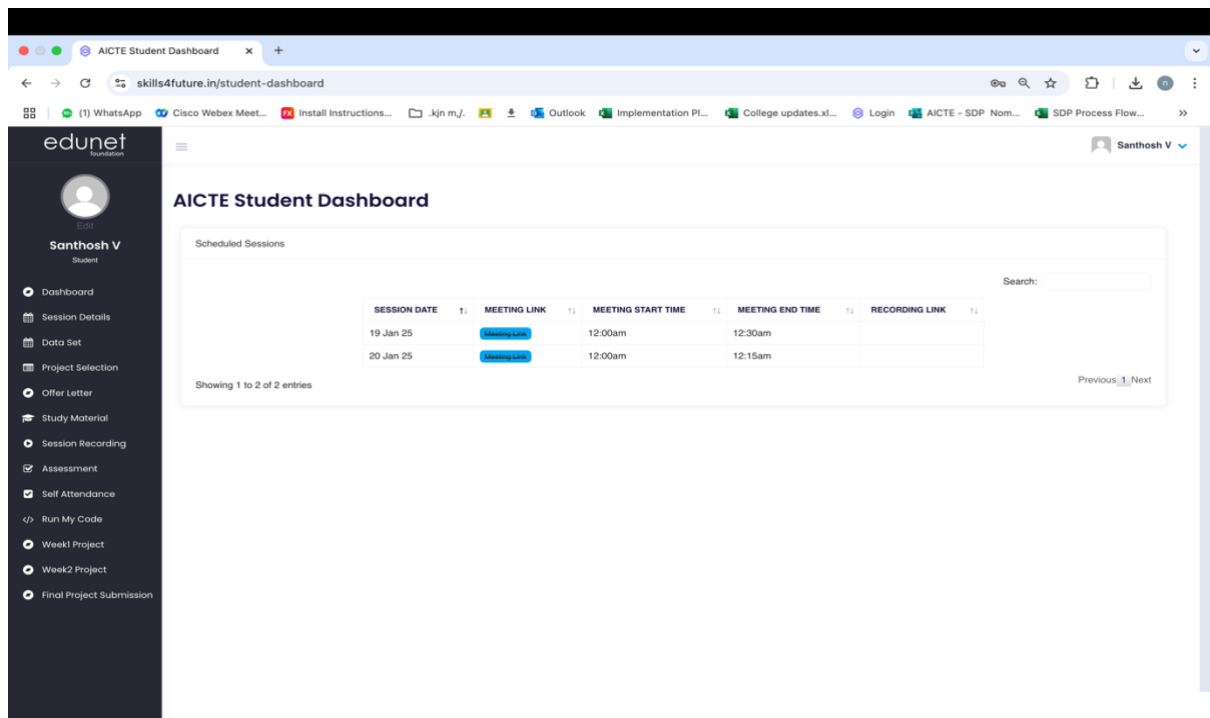 AICTE Student Dashboard
skills4future.in/student-dashboard
n
(1) WhatsApp Cisco Webex Meet... Install Instructions... .kjn m,/. Outlook Implementation Pl... College updates.xl... Login AICTE - SDP Nom... SDP Process Flow...
edunet
foundation
Edit
Santhosh V
Student
Dashboard
Session Details
Data Set
Project Selection
Offer Letter
Study Material
Session Recording
Assessment
Self Attendance
Run My Code
Week1 Project
Week2 Project
Final Project Submission
Santhosh V
AICTE Student Dashboard
Scheduled Sessions
Search:
SESSION DATE MEETING LINK MEETING START TIME MEETING END TIME RECORDING LINK
19 Jan 25 Meeting Link 12:00am 12:30am
20 Jan 25 Meeting Link 12:00am 12:15am
Showing 1 to 2 of 2 entries
Previous 1 Next